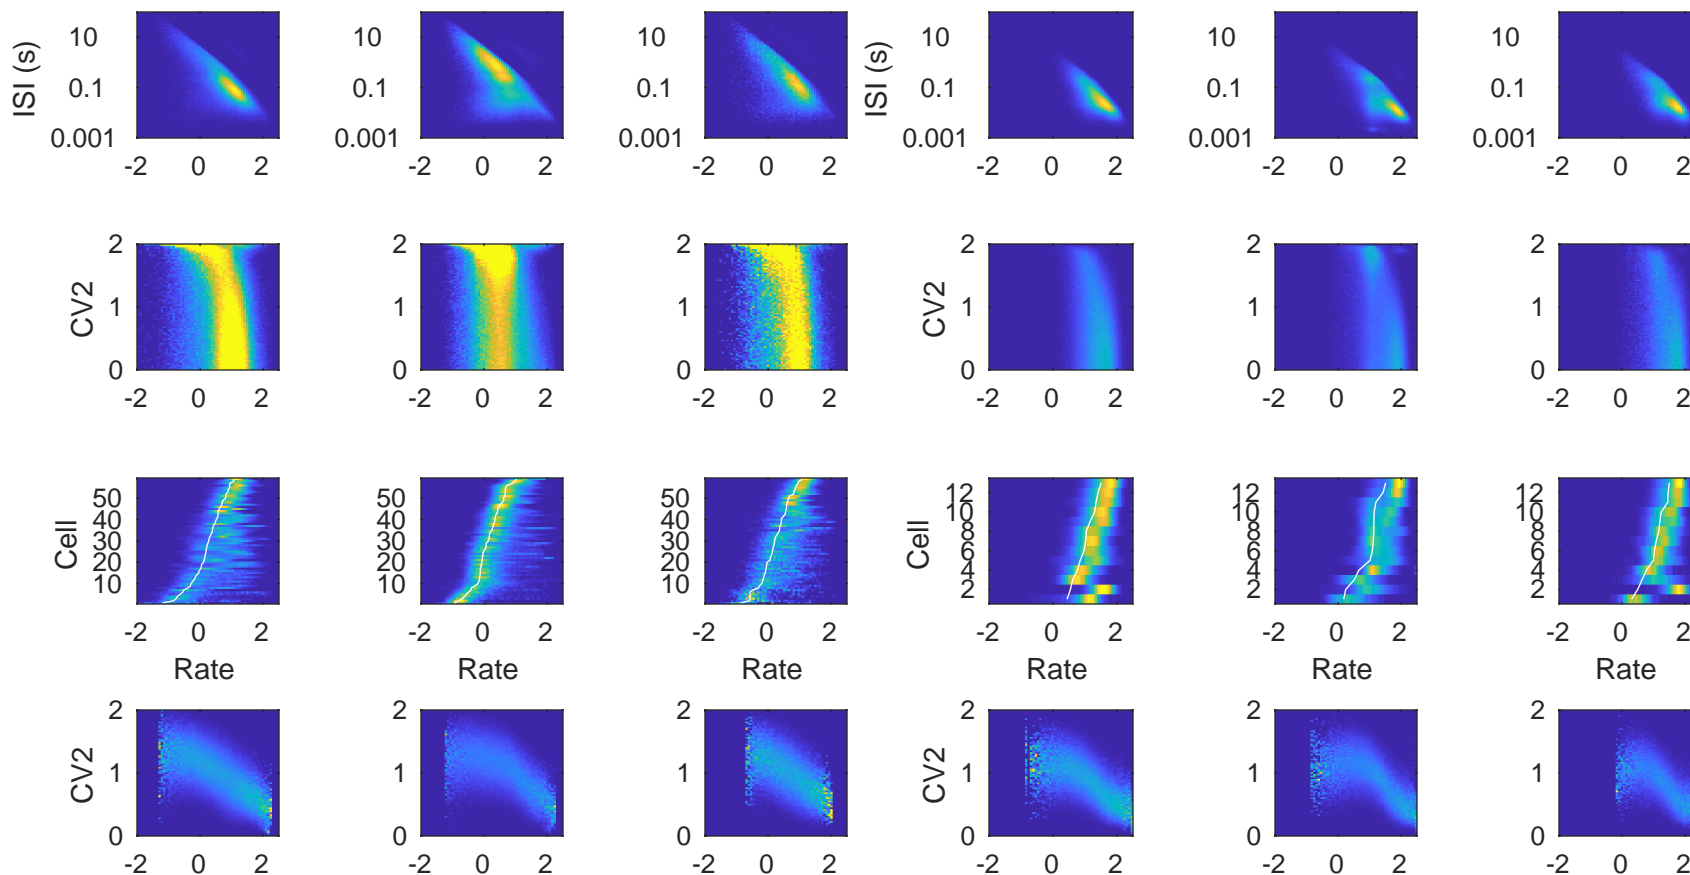 ISI (s) 10 0.1 0.001 10 0.1 0.001 10 0.1 0.001 ISI (s) 10 0.1 0.001 10 0.1 0.001 10 0.1 0.001
-2 0 2 -2 0 2 -2 0 2 -2 0 2 -2 0 2 -2 0 2
CV2 2 1 0 2 1 0 2 1 0 CV2 2 1 0 2 1 0 2 1 0
-2 0 2 -2 0 2 -2 0 2 -2 0 2 -2 0 2 -2 0 2
Cell 50 40 30 20 10 50 40 30 20 10 50 40 30 20 10 Cell 12 10 8 6 4 2 12 10 8 6 4 2 12 10 8 6 4 2
-2 0 2 -2 0 2 -2 0 2 -2 0 2 -2 0 2 -2 0 2
Rate Rate Rate Rate Rate Rate
CV2 2 1 0 2 1 0 2 1 0 CV2 2 1 0 2 1 0 2 1 0
-2 0 2 -2 0 2 -2 0 2 -2 0 2 -2 0 2 -2 0 2